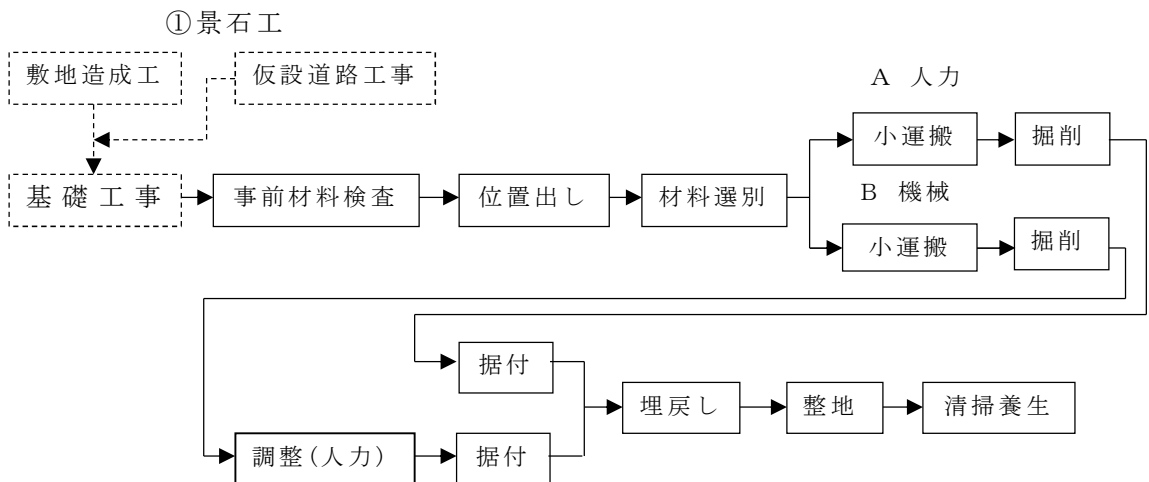 ①景石工
敷地造成工
仮設道路工事
A 人力
小運搬
掘削
基礎工事
事前材料検査
位置出し
材料選別
B 機械
小運搬
掘削
据付
埋戻し
整地
清掃養生
調整(人力)
据付